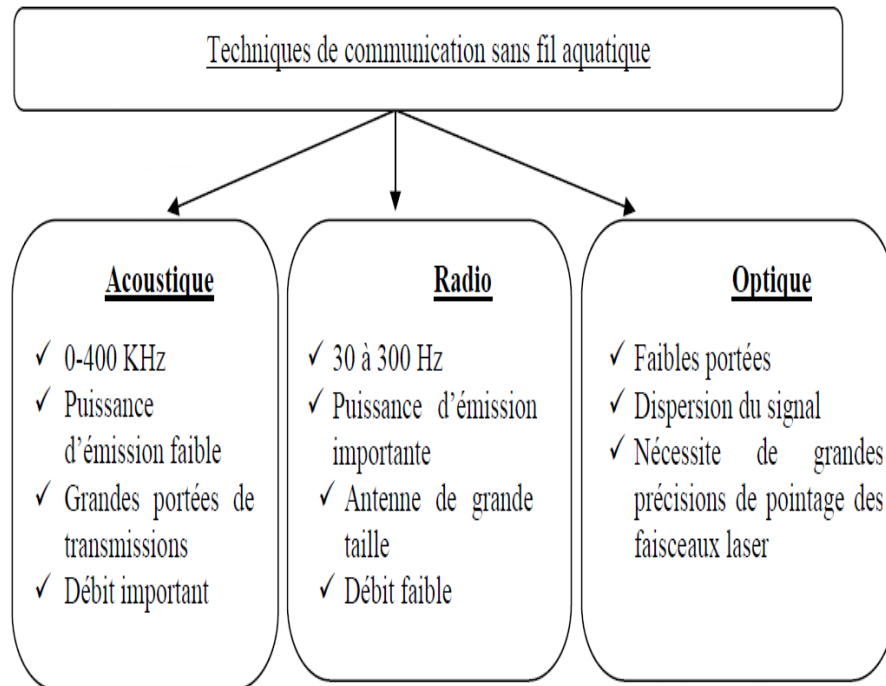 Techniques de communication sans fil aquatique
Acoustique
✓ 0-400 KHz
✓ Puissance
d'émission faible
✓ Grandes portées de
transmissions
✓ Débit important
Radio
✓ 30 à 300 Hz
✓ Puissance d'émission
importante
✓ Antenne de grande
taille
✓ Débit faible
Optique
✓ Faibles portées
✓ Dispersion du signal
✓ Nécessite de grandes
précisions de pointage des
faisceaux laser